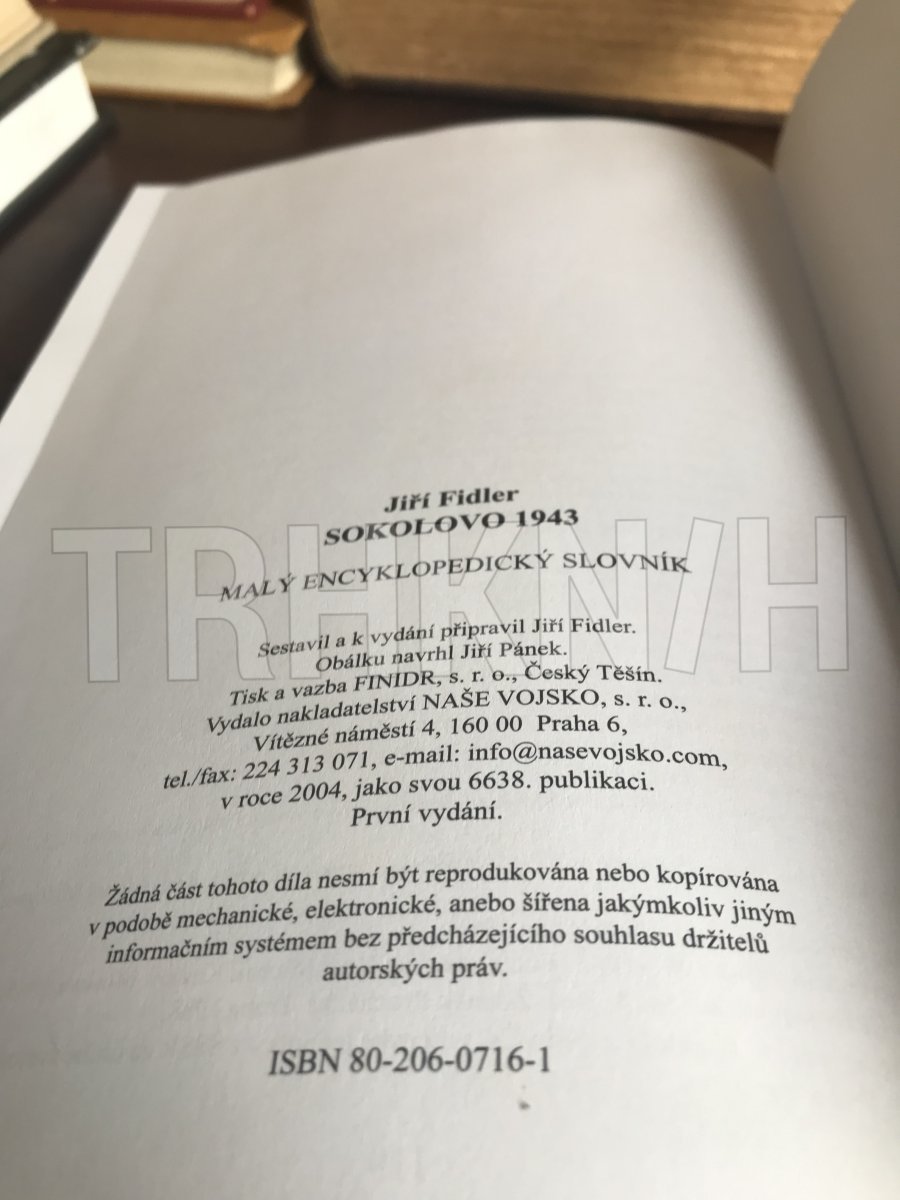 Jiří Fidler
SOKOLOVO 1943
MALÝ ENCYKLOPEDICKÝ SLOVNÍK
Sestavil a k vydání připravil Jiří Fidler.
Obálku navrhl Jiří Pánek.
Tisk a vazba FINIDR, s. r. o., Český Těšín.
Vydalo nakladatelství NAŠE VOJSKO, s. r. o.,
Vítězné náměstí 4, 160 00 Praha 6,
tel./fax: 224 313 071, e-mail: info@nasevojsko.com,
v roce 2004, jako svou 6638. publikaci.
První vydání.
Žádná část tohoto díla nesmí být reprodukována nebo kopírována
v podobě mechanické, elektronické, anebo šířena jakýmkoliv jiným
informačním systémem bez předcházejícího souhlasu držitelů
autorských práv.
ISBN 80-206-0716-1
TRHKN/H